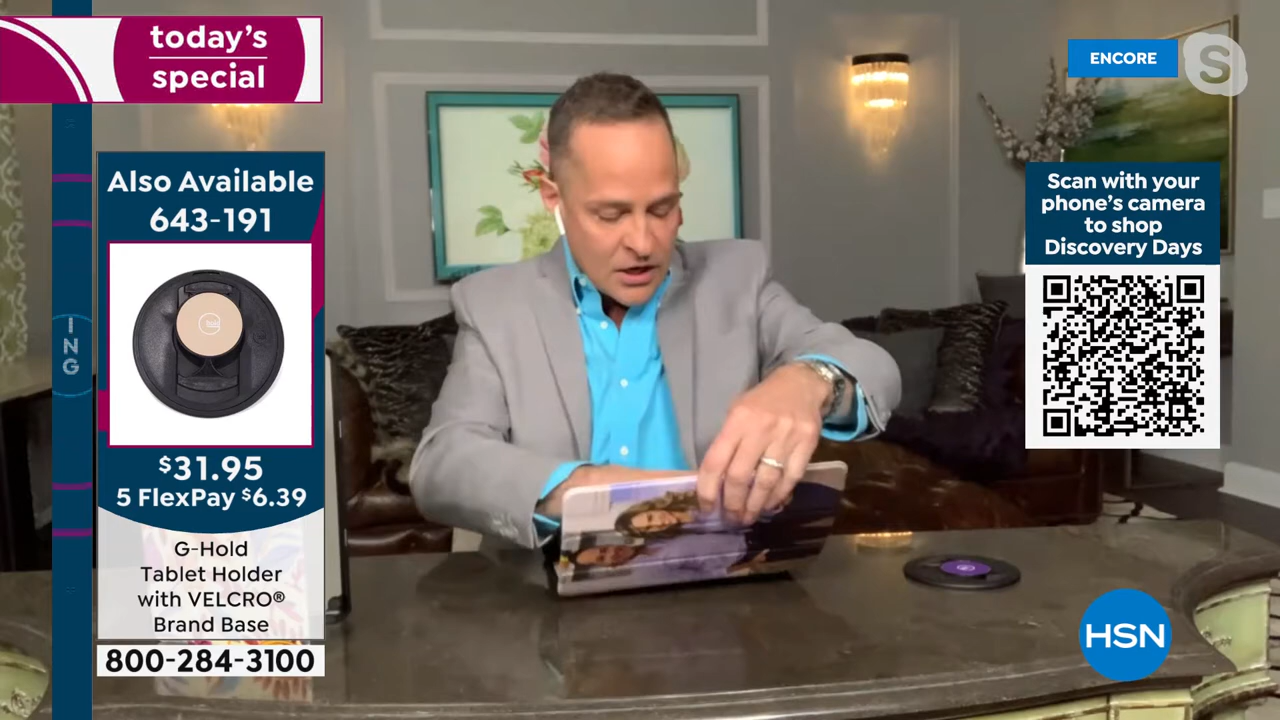 today's
special
Also Available
643-191
$31.95
5 FlexPay $6.39
G-Hold
Tablet Holder
with VELCRO®
Brand Base
800-284-3100
ING
ENCORE
S
Scan with your
phone's camera
to shop
Discovery Days
HSN